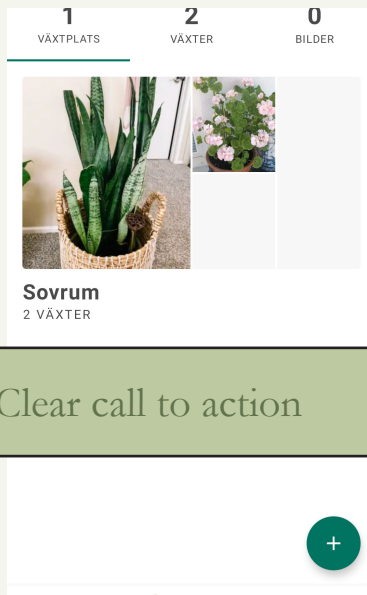 1 2 0
VÄXTPLATS VÄXTER BILDER
Sovrum
2 VÄXTER
Clear call to action
+